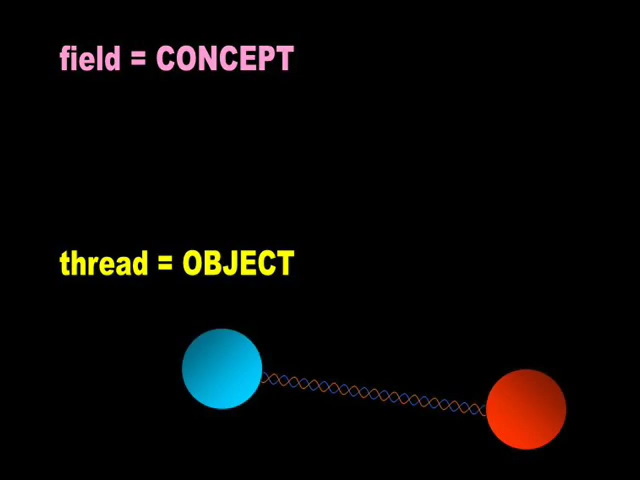 field = CONCEPT
thread = OBJECT